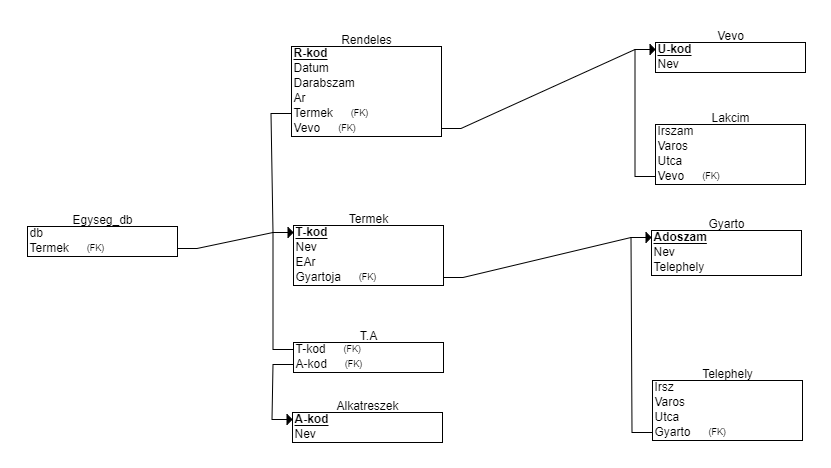 Rendeles
R-kod
Datum
Darabszam
Ar
Termek (FK)
Vevo (FK)
Vevo
U-kod
Nev
Lakcim
Irszam
Varos
Utca
Vevo (FK)
Egyseg_db
db
Termek (FK)
Termek
T-kod
Nev
EAr
Gyartoja (FK)
Gyarto
Adoszam
Nev
Telephely
T.A
T-kod (FK)
A-kod (FK)
Alkatreszek
A-kod
Nev
Telephely
Irsz
Varos
Utca
Gyarto (FK)